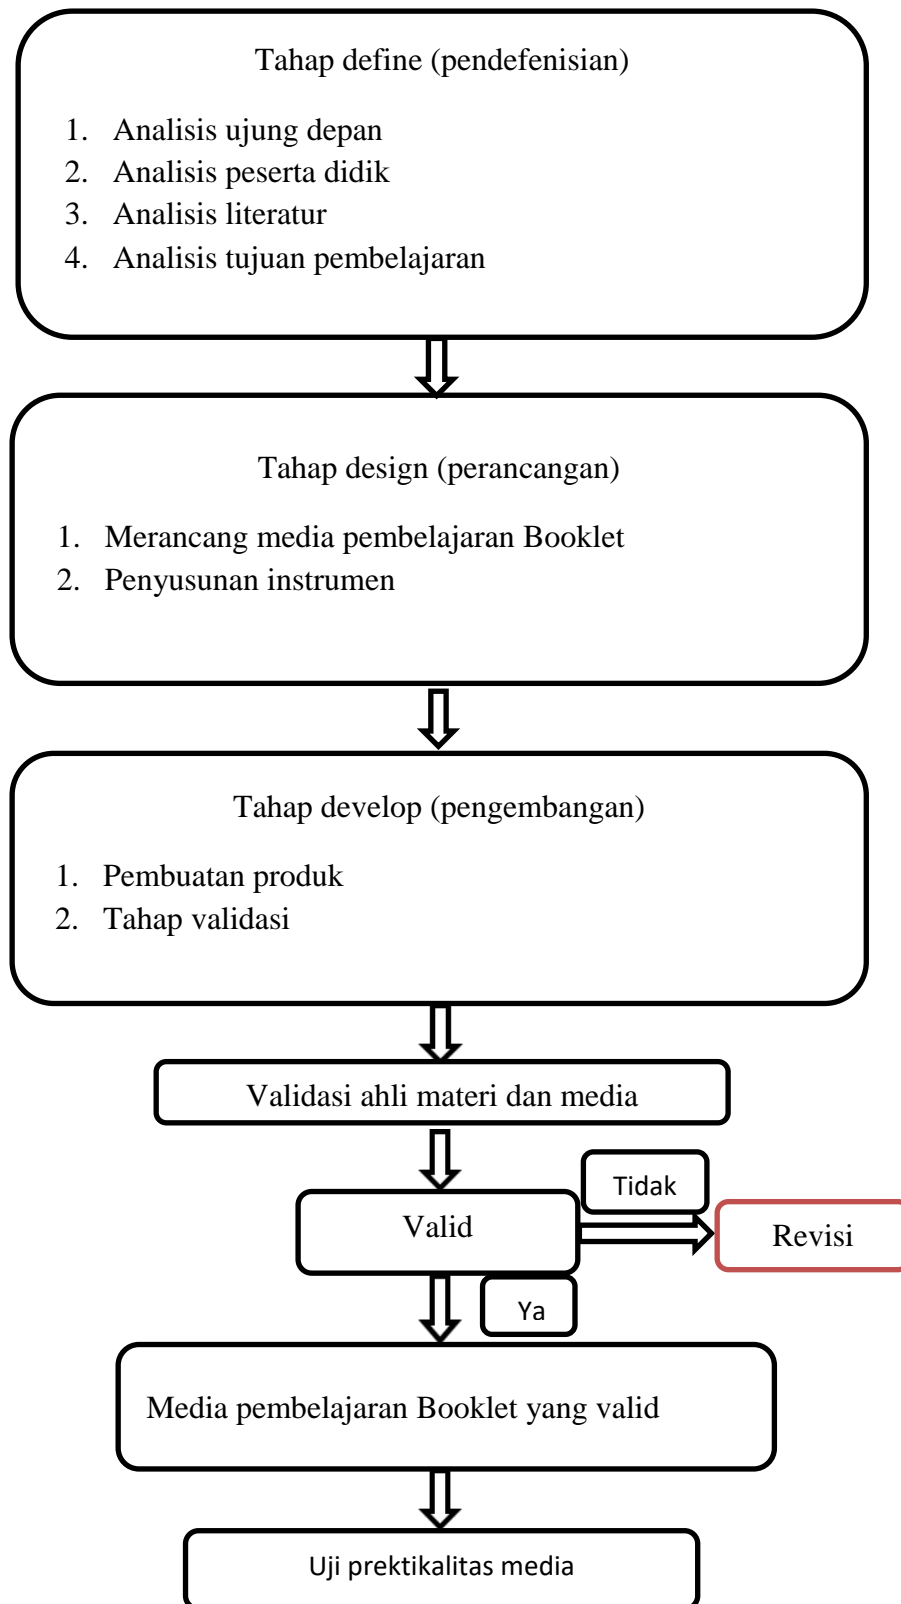 Tahap define (pendefenisian)
1. Analisis ujung depan
2. Analisis peserta didik
3. Analisis literatur
4. Analisis tujuan pembelajaran
Tahap design (perancangan)
1. Merancang media pembelajaran Booklet
2. Penyusunan instrumen
Tahap develop (pengembangan)
1. Pembuatan produk
2. Tahap validasi
Validasi ahli materi dan media
Tidak
Valid
Revisi
Ya
Media pembelajaran Booklet yang valid
Uji prektikalitas media